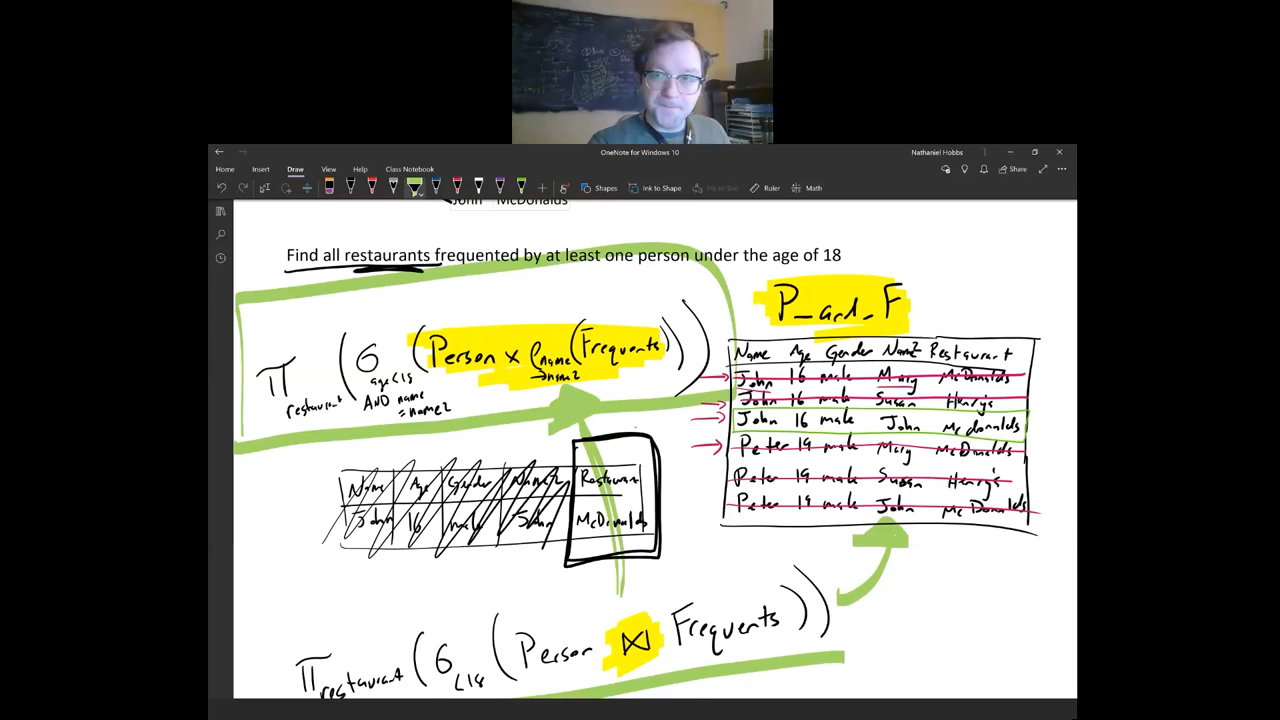 OneNote for Windows 10
Nathaniel Hobbs
Home Insert Draw View Help Class Notebook
Share
Shapes Ink to Shape Ink to Text Ruler Math
John McDonalds
Find all restaurants frequented by at least one person under the age of 18
P_and_F
π restaurant (σ age<18 AND name = name2 (Person x ρ name → name2 (Frequents)))
Name Age Gender Name2 Restaurant
John 16 male Mary McDonalds
John 16 male Susan Henry's
John 16 male John Mcdonalds
Peter 19 male Mary McDonalds
Peter 19 male Susan Henry's
Peter 19 male John McDonalds
Name Age Gender Name2 Restaurant
John 16 male John McDonalds
π restaurant (σ <18 (Person ⋈ Frequents))